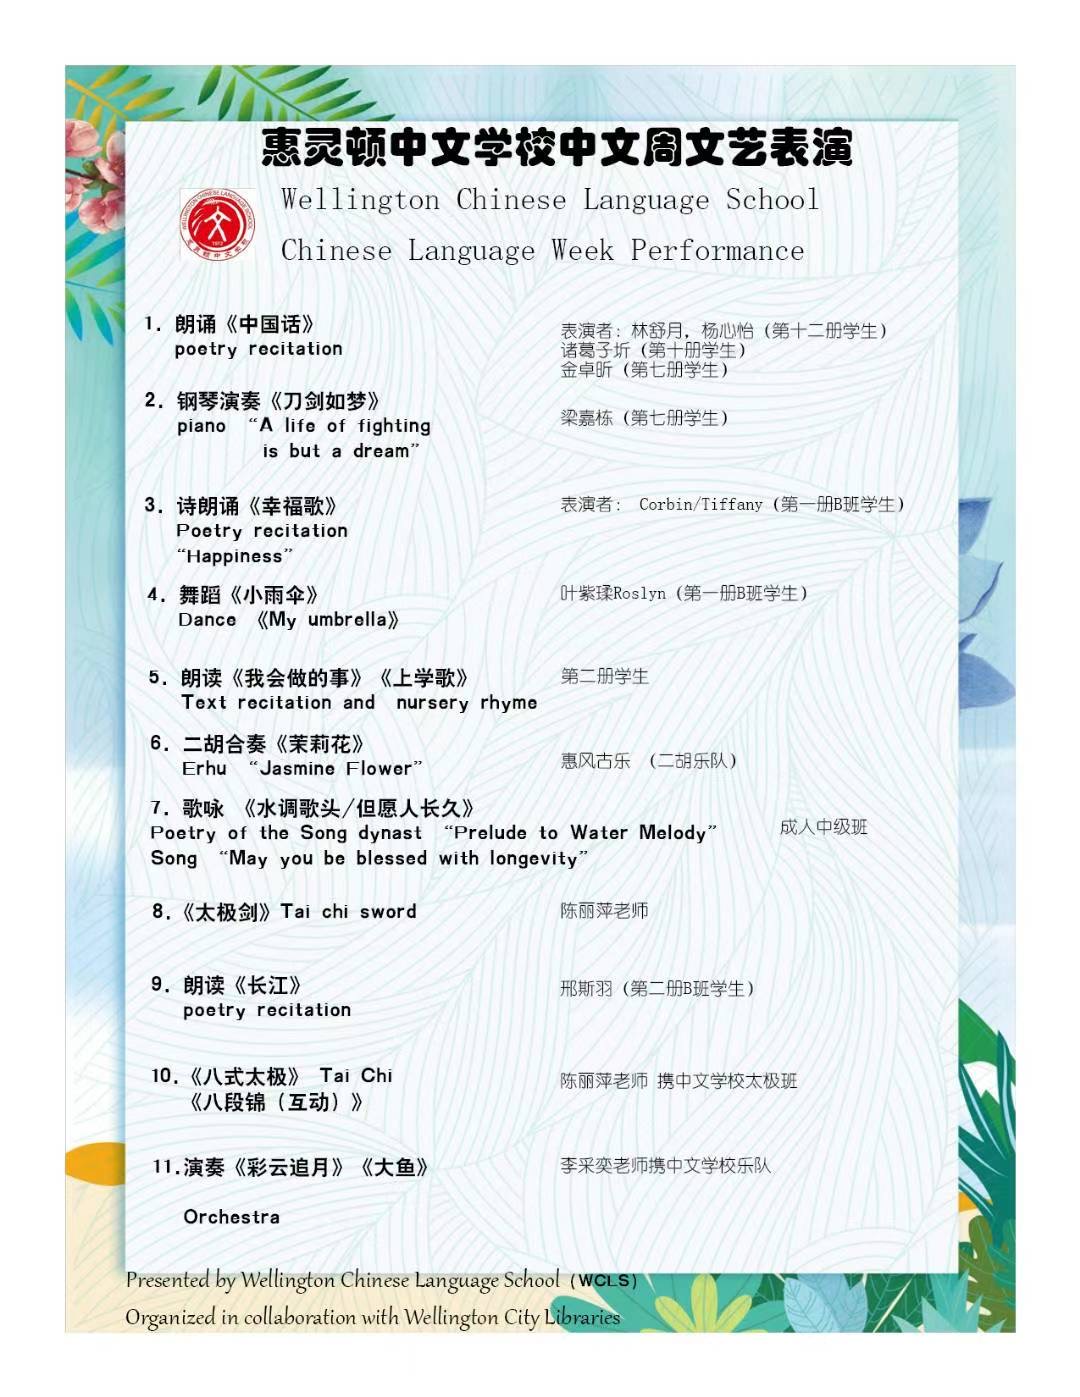 惠灵顿中文学校中文周文艺表演
WELLINGTON CHINESE LANGUAGE SCHOOL
文
1912
惠灵顿中文学校
Wellington Chinese Language School
Chinese Language Week Performance
1. 朗诵《中国话》
poetry recitation
表演者：林舒月，杨心怡（第十二册学生）
诸葛子圻（第十册学生）
金卓昕（第七册学生）
2. 钢琴演奏《刀剑如梦》
piano “A life of fighting
is but a dream”
梁嘉栋（第七册学生）
3. 诗朗诵《幸福歌》
Poetry recitation
“Happiness”
表演者： Corbin/Tiffany（第一册B班学生）
4. 舞蹈《小雨伞》
Dance 《My umbrella》
叶紫瑈Roslyn（第一册B班学生）
5. 朗读《我会做的事》《上学歌》
Text recitation and nursery rhyme
第二册学生
6. 二胡合奏《茉莉花》
Erhu “Jasmine Flower”
惠风古乐 （二胡乐队）
7. 歌咏 《水调歌头/但愿人长久》
Poetry of the Song dynast “Prelude to Water Melody”
Song “May you be blessed with longevity”
成人中级班
8.《太极剑》Tai chi sword
陈丽萍老师
9. 朗读《长江》
poetry recitation
邢斯羽（第二册B班学生）
10.《八式太极》 Tai Chi
《八段锦（互动）》
陈丽萍老师 携中文学校太极班
11.演奏《彩云追月》《大鱼》
Orchestra
李采奕老师携中文学校乐队
Presented by Wellington Chinese Language School (WCLS)
Organized in collaboration with Wellington City Libraries